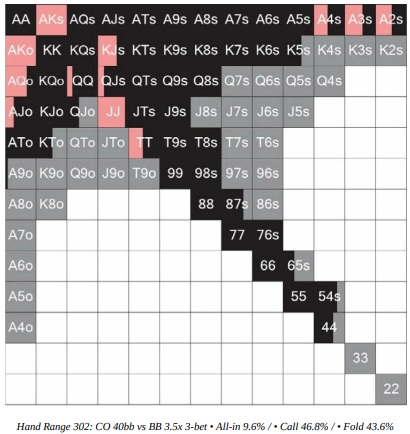 AA AKs AQs AJs ATs A9s A8s A7s A6s A5s A4s A3s A2s
AKo KK KQs KJs KTs K9s K8s K7s K6s K5s K4s K3s K2s
AQo KQo QQ QJs QTs Q9s Q8s Q7s Q6s Q5s Q4s
AJo KJo QJo JJ JTs J9s J8s J7s J6s J5s
ATo KTo QTo JTo TT T9s T8s T7s T6s
A9o K9o Q9o J9o T9o 99 98s 97s 96s
A8o K8o 88 87s 86s
A7o 77 76s
A6o 66 65s
A5o 55 54s
A4o 44
33
22
Hand Range 302: CO 40bb vs BB 3.5x 3-bet • All-in 9.6% / • Call 46.8% / • Fold 43.6%